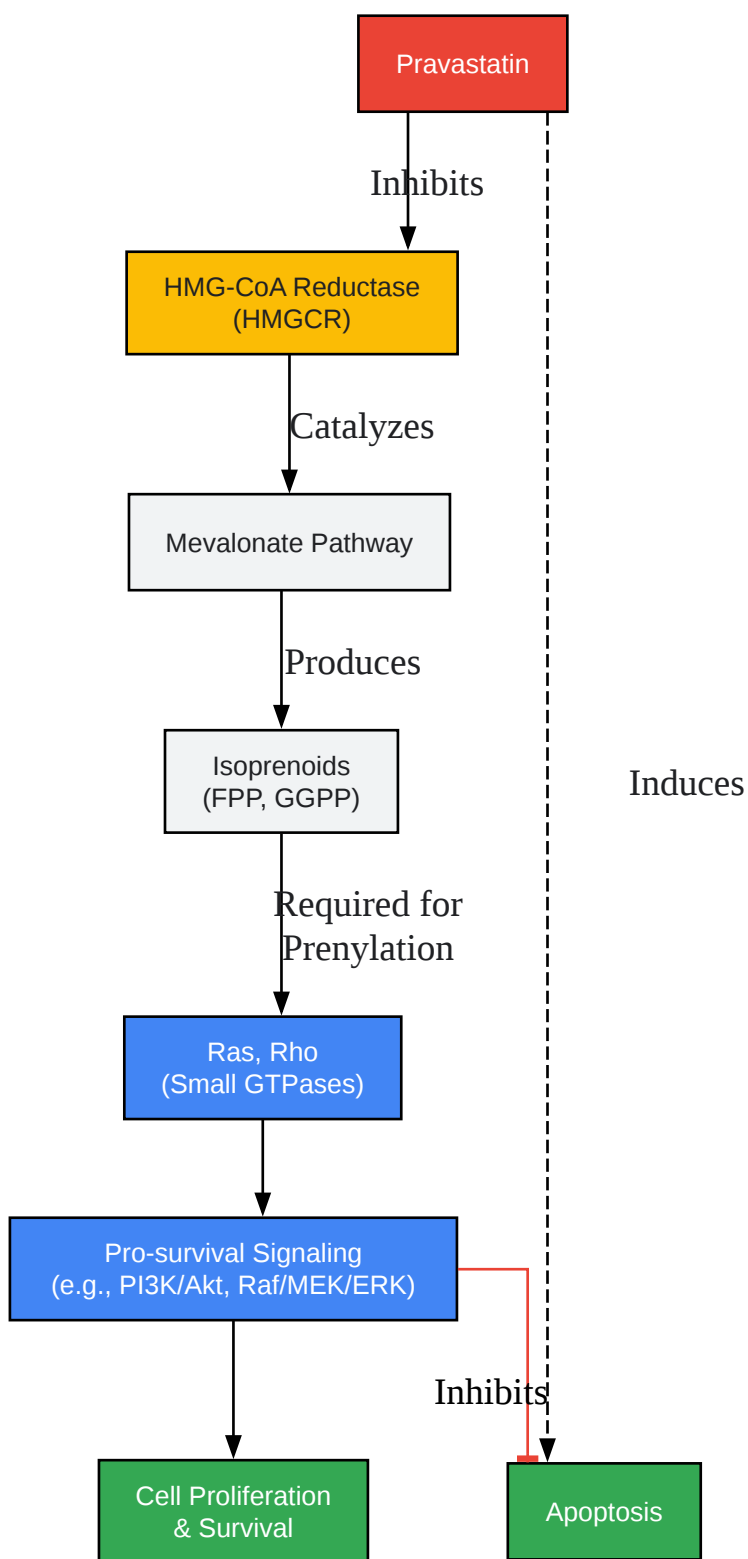 Pravastatin
Inhibits
HMG-CoA Reductase
(HMGCR)
Catalyzes
Mevalonate Pathway
Produces
Isoprenoids
(FPP, GGPP)
Induces
Required for
Prenylation
Ras, Rho
(Small GTPases)
Pro-survival Signaling
(e.g., PI3K/Akt, Raf/MEK/ERK)
Inhibits
Cell Proliferation
& Survival
Apoptosis